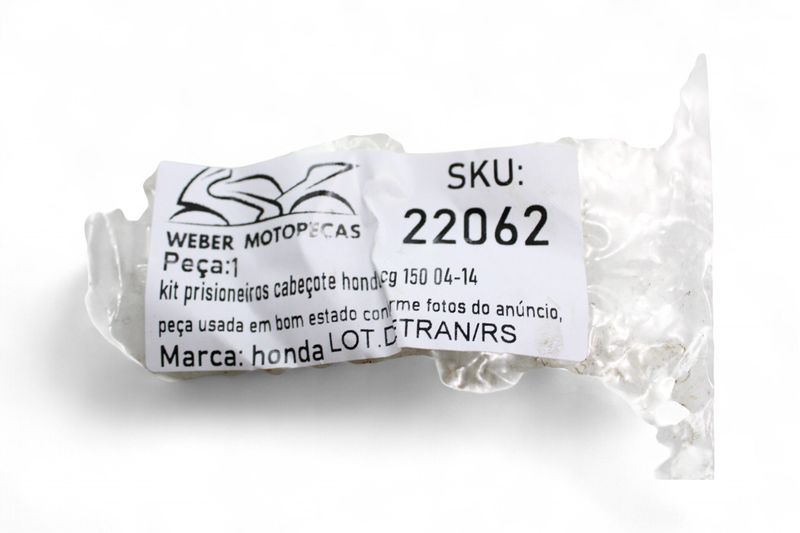 SKU:
22062
WEBER MOTOPEÇAS
Peça:1
kit prisioneiros cabeçote honda cg 150 04-14
peça usada em bom estado conforme fotos do anúncio,
Marca: honda LOT.DETRAN/RS